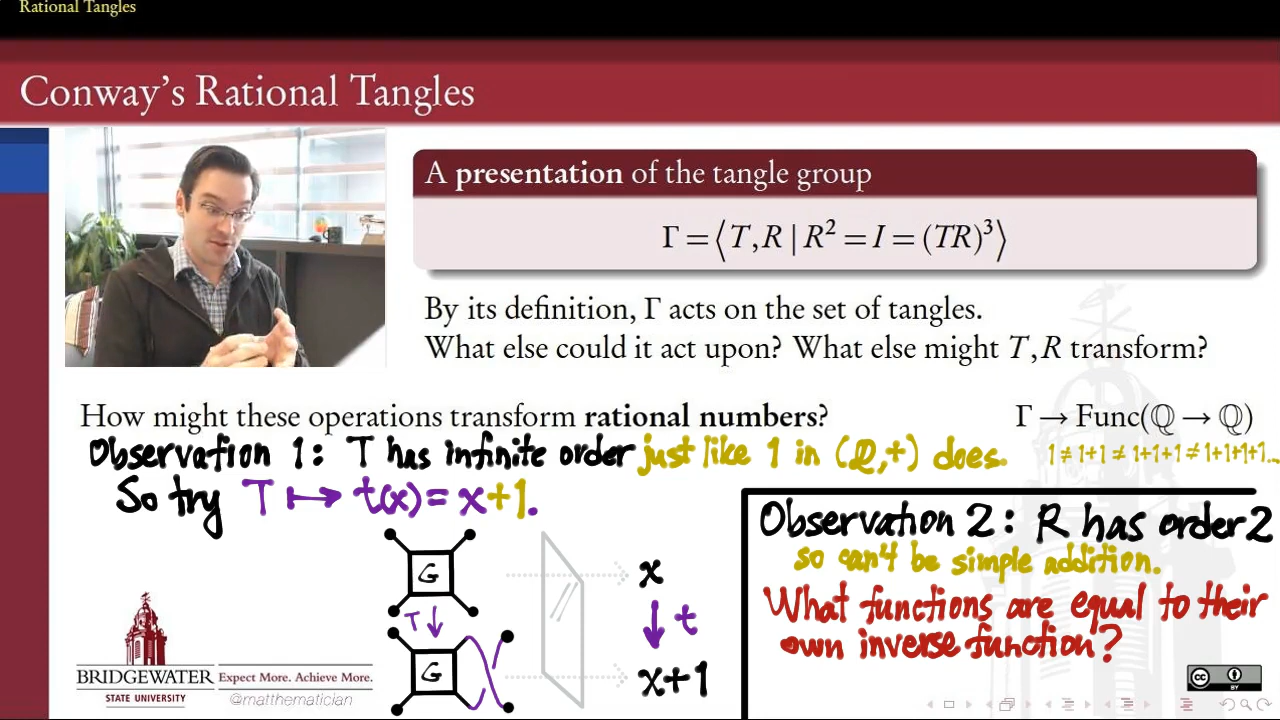 Rational Tangles
Conway's Rational Tangles
A presentation of the tangle group
Γ = ⟨T, R | R² = I = (TR)³⟩
By its definition, Γ acts on the set of tangles.
What else could it act upon? What else might T, R transform?
How might these operations transform rational numbers?
Γ → Func(ℚ → ℚ)
Observation 1: T has infinite order just like 1 in (ℚ,+) does.
1 ≠ 1+1 ≠ 1+1+1 ≠ 1+1+1+1...
So try T ↦ t(x) = x+1.
Observation 2: R has order 2
so can't be simple addition.
What functions are equal to their
own inverse function?
G
x
T ↓
↓ t
G
x+1
BRIDGEWATER
STATE UNIVERSITY
Expect More. Achieve More.
@matthematician
CC
BY